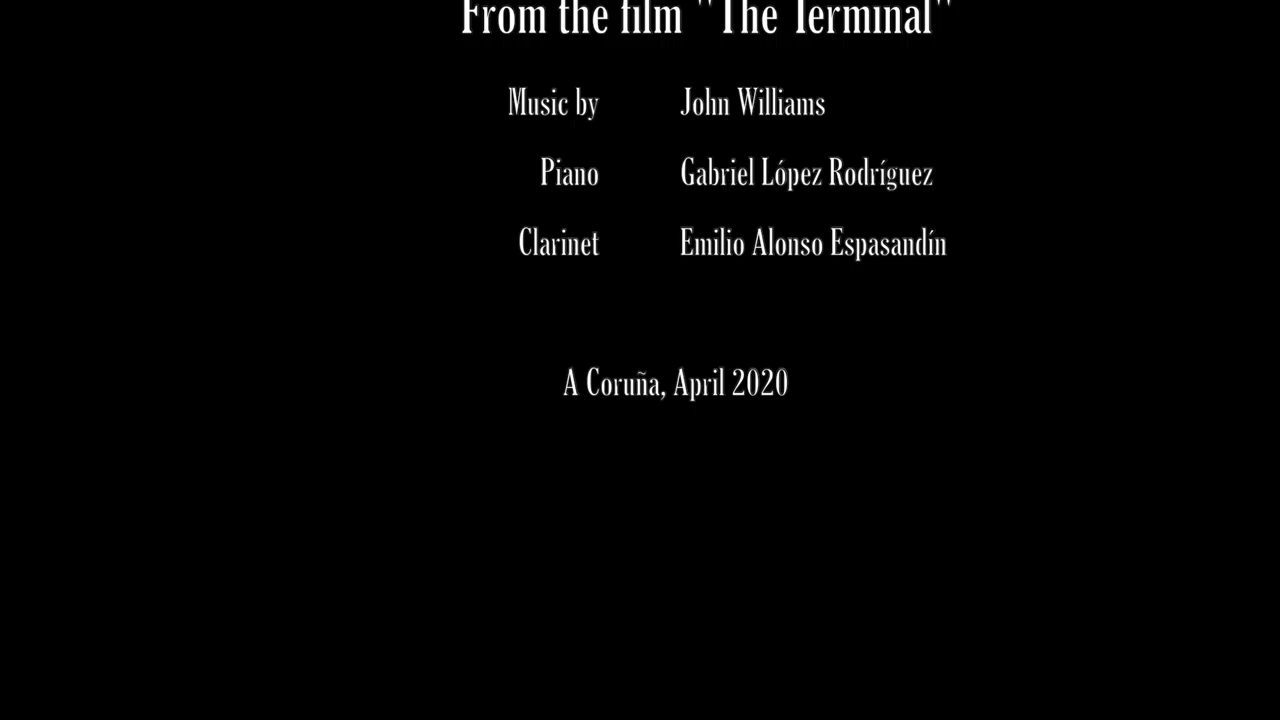 From the film "The Terminal"
Music by John Williams
Piano Gabriel López Rodríguez
Clarinet Emilio Alonso Espasandín
A Coruña, April 2020